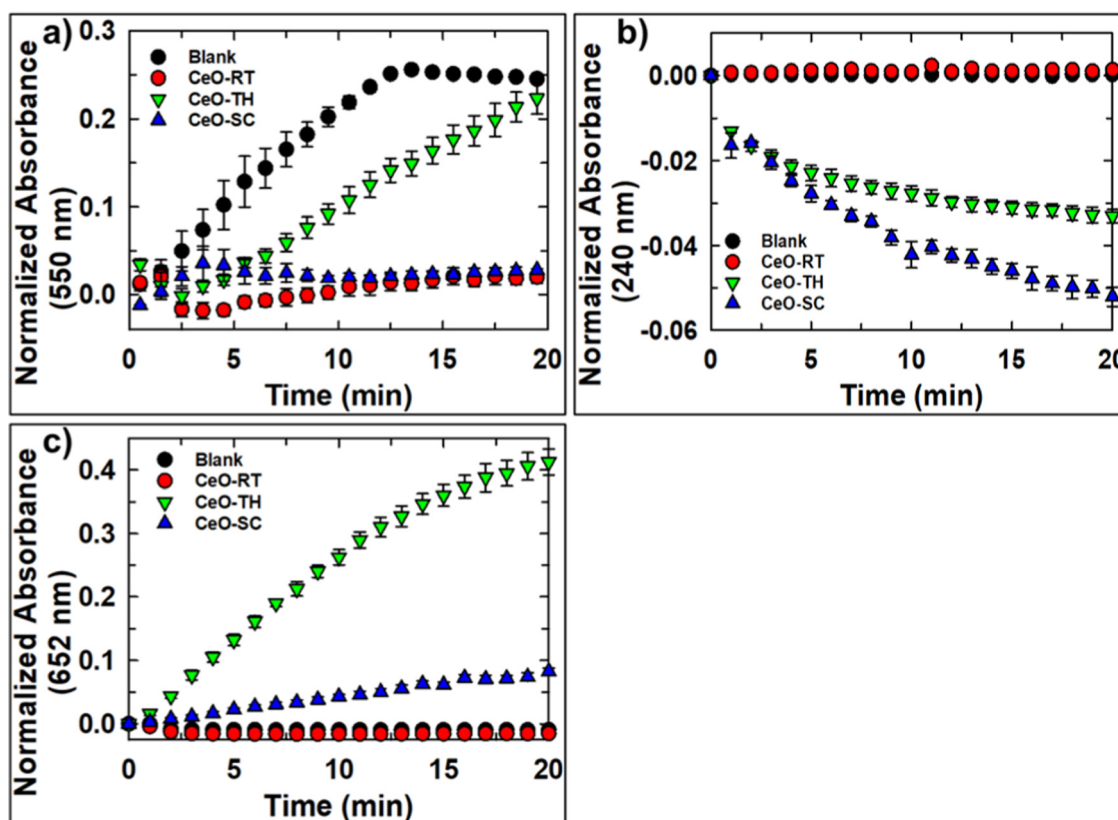 a)
Blank
CeO-RT
CeO-TH
CeO-SC
0.3
0.2
0.1
0.0
Normalized Absorbance
(550 nm)
0 5 10 15 20
Time (min)
b)
0.00
-0.02
-0.04
-0.06
Normalized Absorbance
(240 nm)
Blank
CeO-RT
CeO-TH
CeO-SC
0 5 10 15 20
Time (min)
c)
Blank
CeO-RT
CeO-TH
CeO-SC
0.4
0.3
0.2
0.1
0.0
Normalized Absorbance
(652 nm)
0 5 10 15 20
Time (min)